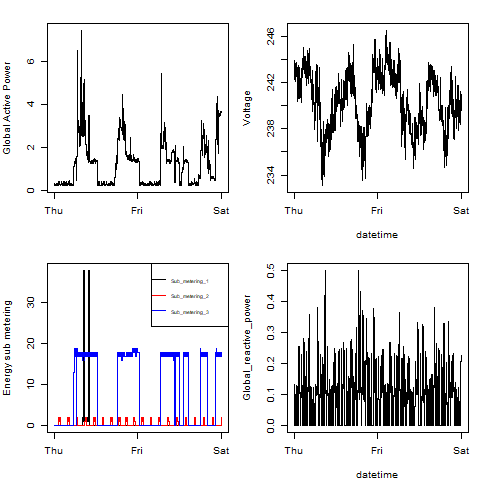 Global Active Power
6
4
2
0
Thu Fri Sat
Voltage
246
242
238
234
Thu Fri Sat
datetime
Energy sub metering
30
20
10
0
Sub_metering_1
Sub_metering_2
Sub_metering_3
Thu Fri Sat
Global_reactive_power
0.5
0.4
0.3
0.2
0.1
0.0
Thu Fri Sat
datetime